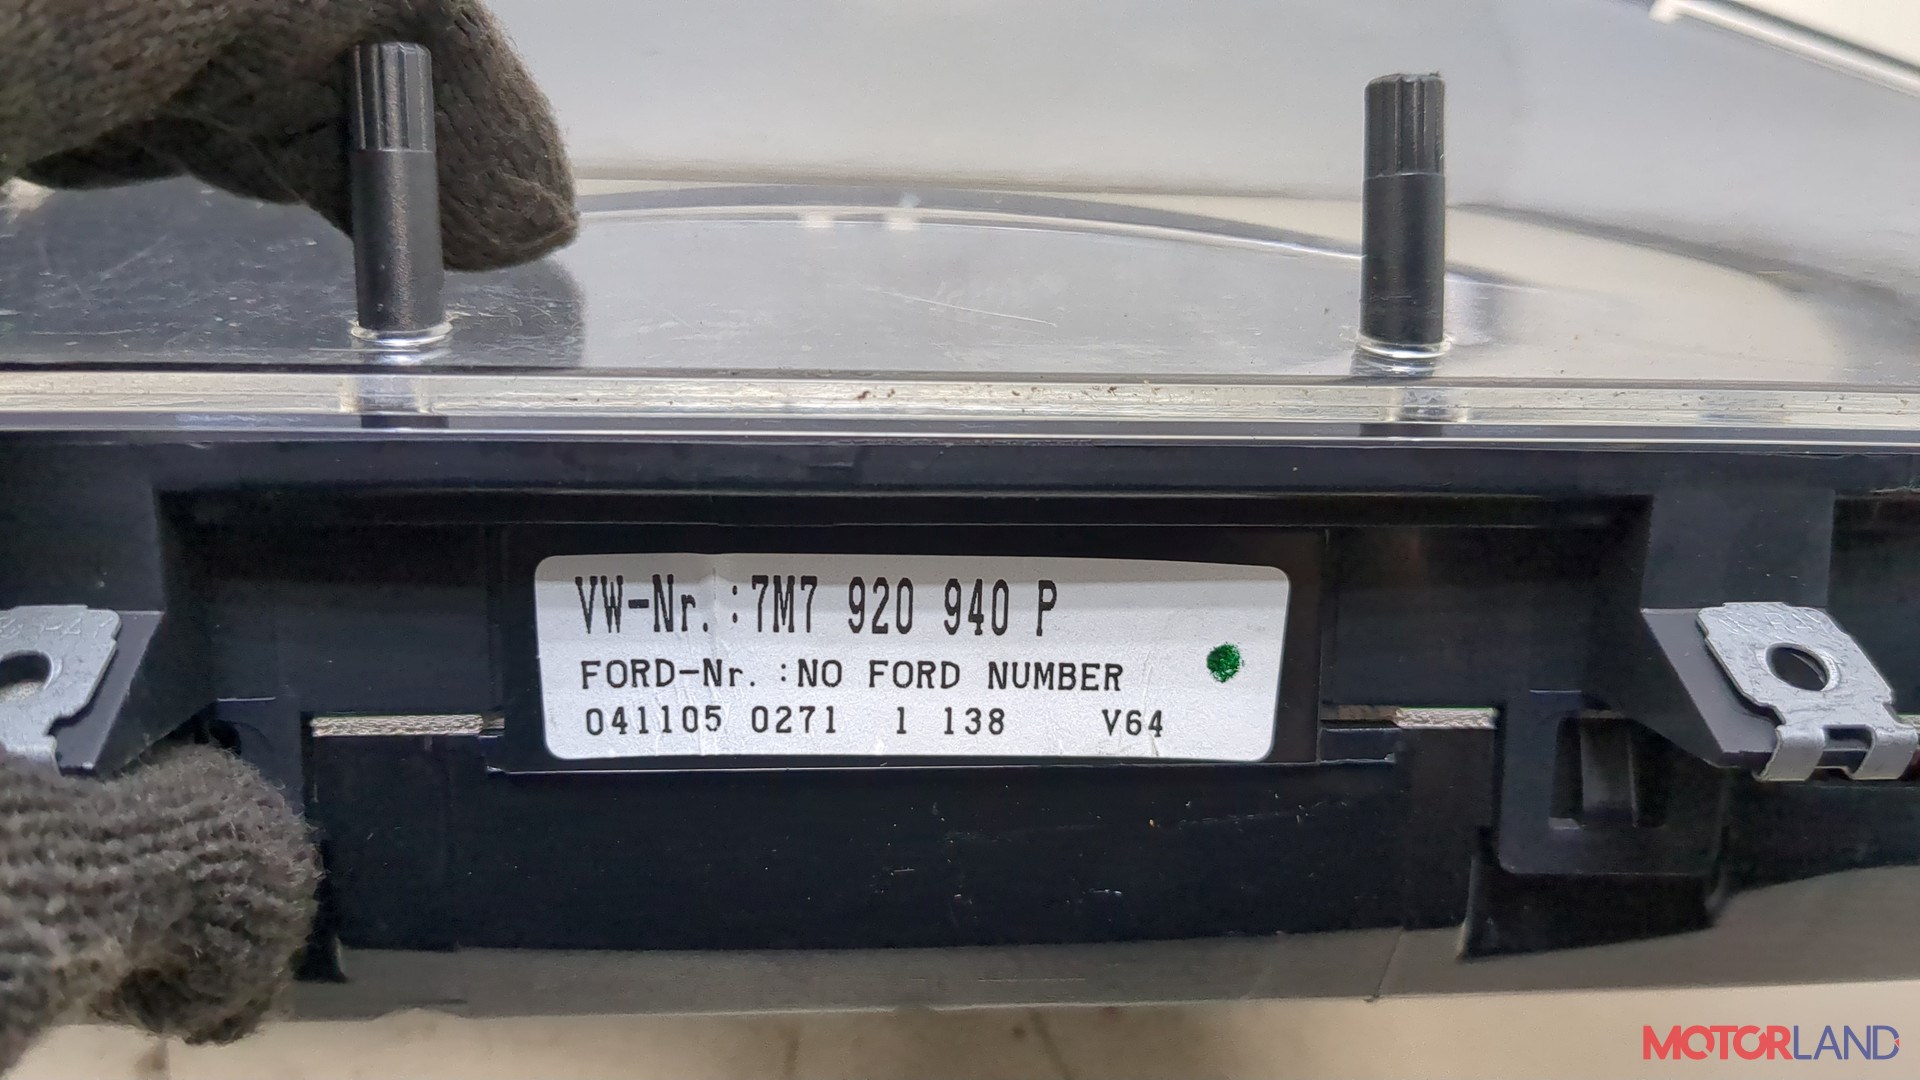 VW-Nr. :7M7 920 940 P
FORD-Nr. :NO FORD NUMBER
041105 0271 1 138 V64
MOTORLAND